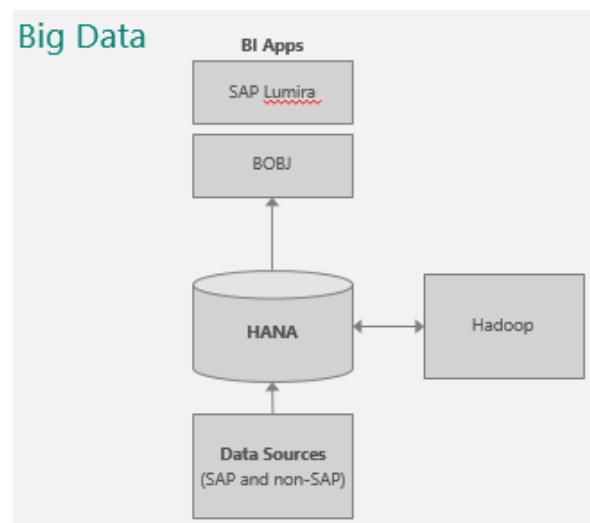 Big Data
BI Apps
SAP Lumira
BOBJ
HANA
Hadoop
Data Sources
(SAP and non-SAP)